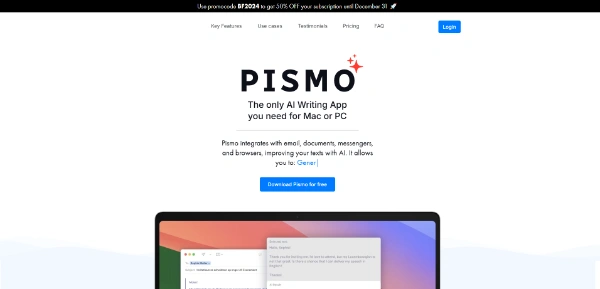 Use promocode BF2024 to get 50% OFF your subscription until December 31 🚀
Key Features
Use cases
Testimonials
Pricing
FAQ
Login
PISMO
The only AI Writing App
you need for Mac or PC
Pismo integrates with email, documents, messengers,
and browsers, improving your texts with AI. It allows
you to: Gener|
Download Pismo for free